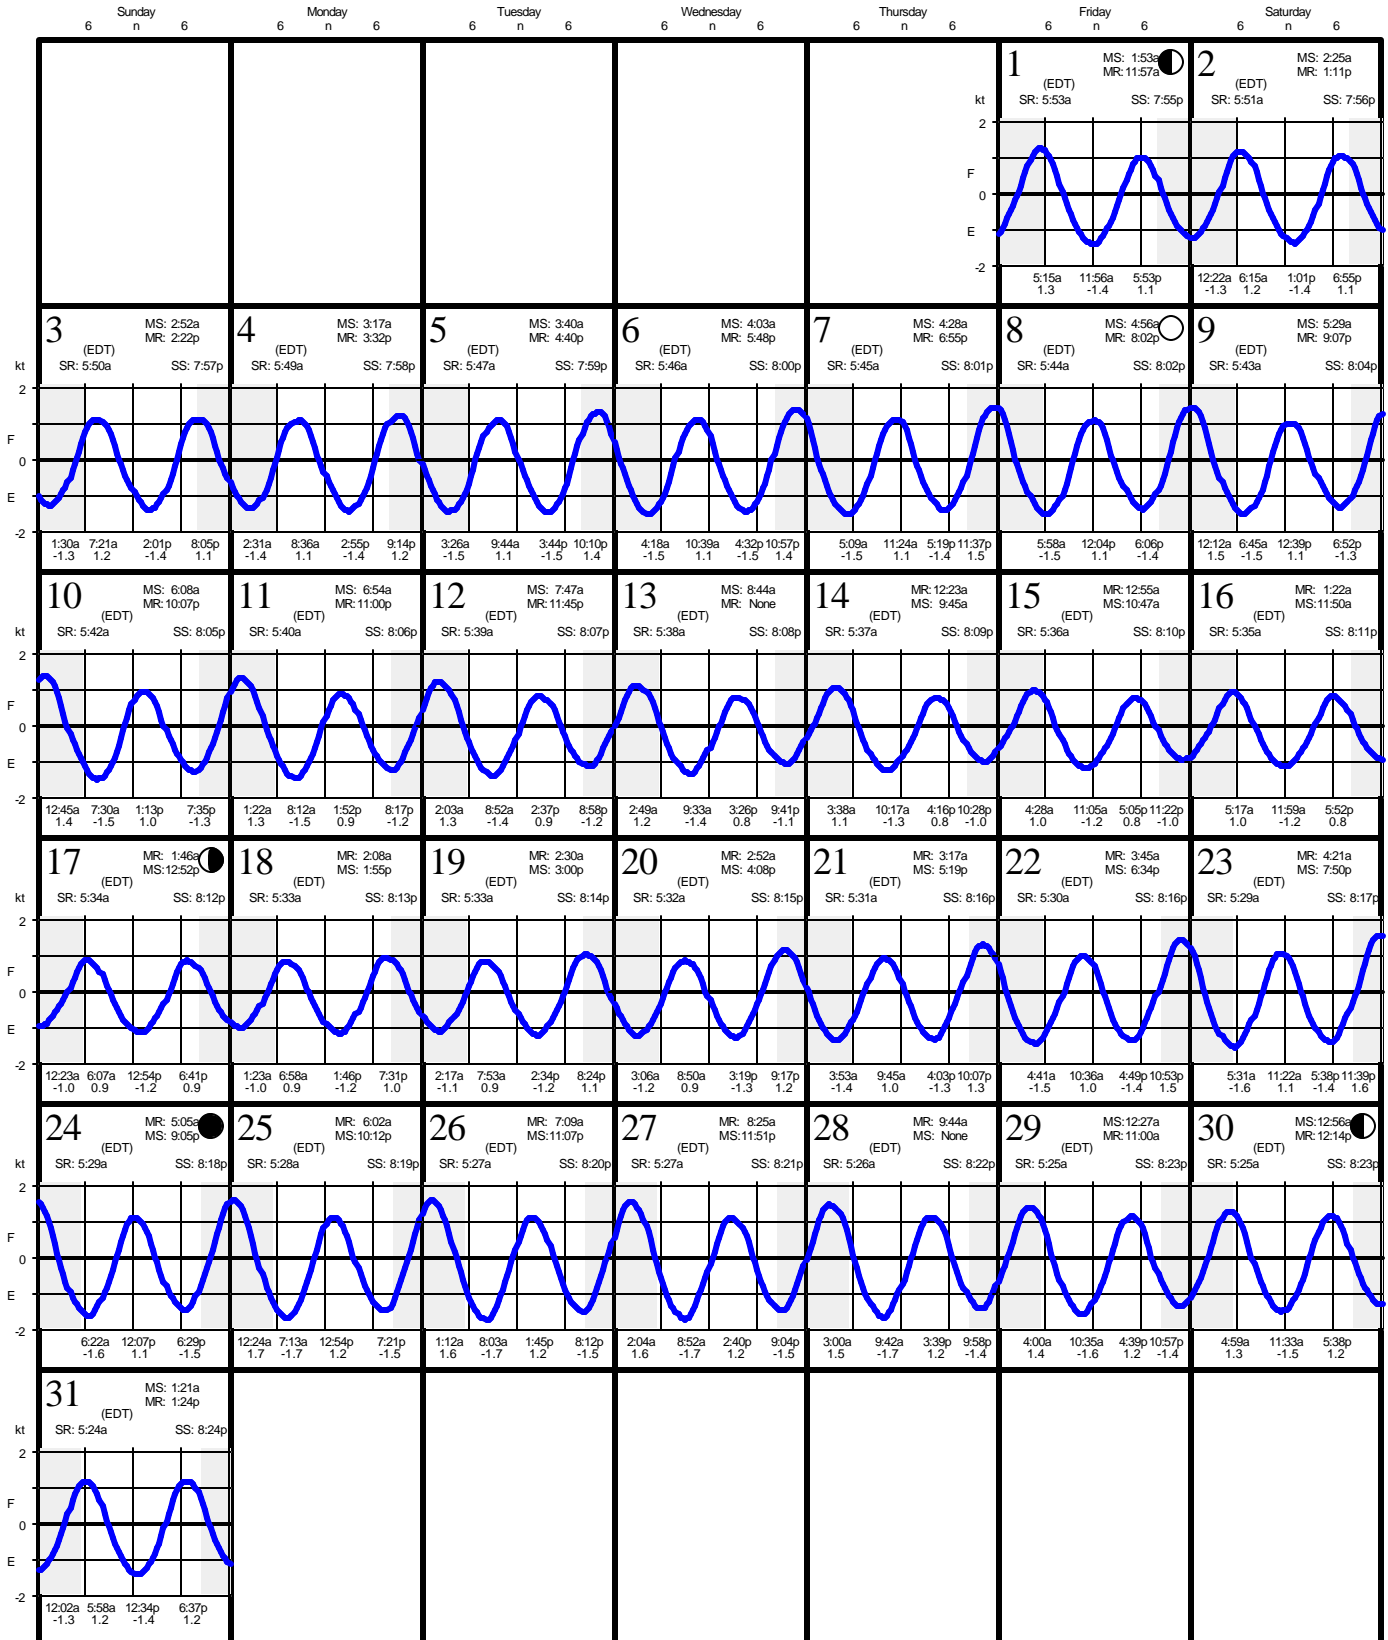 Sunday Monday Tuesday Wednesday Thursday Friday Saturday
6 n 6 6 n 6 6 n 6 6 n 6 6 n 6 6 n 6 6 n 6
1 MS: 1:53a
MR:11:57a
(EDT)
SR: 5:53a SS: 7:55p
2 MS: 2:25a
MR: 1:11p
(EDT)
SR: 5:51a SS: 7:56p
kt
2
F
0
E
-2
5:15a 11:56a 5:53p
1.3 -1.4 1.1
12:22a 6:15a 1:01p 6:55p
-1.3 1.2 -1.4 1.1
3 MS: 2:52a
MR: 2:22p
(EDT)
SR: 5:50a SS: 7:57p
4 MS: 3:17a
MR: 3:32p
(EDT)
SR: 5:49a SS: 7:58p
5 MS: 3:40a
MR: 4:40p
(EDT)
SR: 5:47a SS: 7:59p
6 MS: 4:03a
MR: 5:48p
(EDT)
SR: 5:46a SS: 8:00p
7 MS: 4:28a
MR: 6:55p
(EDT)
SR: 5:45a SS: 8:01p
8 MS: 4:56a
MR: 8:02p
(EDT)
SR: 5:44a SS: 8:02p
9 MS: 5:29a
MR: 9:07p
(EDT)
SR: 5:43a SS: 8:04p
kt
2
F
0
E
-2
1:30a 7:21a 2:01p 8:05p
-1.3 1.2 -1.4 1.1
2:31a 8:36a 2:55p 9:14p
-1.4 1.1 -1.4 1.2
3:26a 9:44a 3:44p 10:10p
-1.5 1.1 -1.5 1.4
4:18a 10:39a 4:32p 10:57p
-1.5 1.1 -1.5 1.4
5:09a 11:24a 5:19p 11:37p
-1.5 1.1 -1.4 1.5
5:58a 12:04p 6:06p
-1.5 1.1 -1.4
12:12a 6:45a 12:39p 6:52p
1.5 -1.5 1.1 -1.3
10 MS: 6:08a
MR:10:07p
(EDT)
SR: 5:42a SS: 8:05p
11 MS: 6:54a
MR:11:00p
(EDT)
SR: 5:40a SS: 8:06p
12 MS: 7:47a
MR:11:45p
(EDT)
SR: 5:39a SS: 8:07p
13 MS: 8:44a
MR: None
(EDT)
SR: 5:38a SS: 8:08p
14 MR:12:23a
MS: 9:45a
(EDT)
SR: 5:37a SS: 8:09p
15 MR:12:55a
MS:10:47a
(EDT)
SR: 5:36a SS: 8:10p
16 MR: 1:22a
MS:11:50a
(EDT)
SR: 5:35a SS: 8:11p
kt
2
F
0
E
-2
12:45a 7:30a 1:13p 7:35p
1.4 -1.5 1.0 -1.3
1:22a 8:12a 1:52p 8:17p
1.3 -1.5 0.9 -1.2
2:03a 8:52a 2:37p 8:58p
1.3 -1.4 0.9 -1.2
2:49a 9:33a 3:26p 9:41p
1.2 -1.4 0.8 -1.1
3:38a 10:17a 4:16p 10:28p
1.1 -1.3 0.8 -1.0
4:28a 11:05a 5:05p 11:22p
1.0 -1.2 0.8 -1.0
5:17a 11:59a 5:52p
1.0 -1.2 0.8
17 MR: 1:46a
MS:12:52p
(EDT)
SR: 5:34a SS: 8:12p
18 MR: 2:08a
MS: 1:55p
(EDT)
SR: 5:33a SS: 8:13p
19 MR: 2:30a
MS: 3:00p
(EDT)
SR: 5:33a SS: 8:14p
20 MR: 2:52a
MS: 4:08p
(EDT)
SR: 5:32a SS: 8:15p
21 MR: 3:17a
MS: 5:19p
(EDT)
SR: 5:31a SS: 8:16p
22 MR: 3:45a
MS: 6:34p
(EDT)
SR: 5:30a SS: 8:16p
23 MR: 4:21a
MS: 7:50p
(EDT)
SR: 5:29a SS: 8:17p
kt
2
F
0
E
-2
12:23a 6:07a 12:54p 6:41p
-1.0 0.9 -1.2 0.9
1:23a 6:58a 1:46p 7:31p
-1.0 0.9 -1.2 1.0
2:17a 7:53a 2:34p 8:24p
-1.1 0.9 -1.2 1.1
3:06a 8:50a 3:19p 9:17p
-1.2 0.9 -1.3 1.2
3:53a 9:45a 4:03p 10:07p
-1.4 1.0 -1.3 1.3
4:41a 10:36a 4:49p 10:53p
-1.5 1.0 -1.4 1.5
5:31a 11:22a 5:38p 11:39p
-1.6 1.1 -1.4 1.6
24 MR: 5:05a
MS: 9:05p
(EDT)
SR: 5:29a SS: 8:18p
25 MR: 6:02a
MS:10:12p
(EDT)
SR: 5:28a SS: 8:19p
26 MR: 7:09a
MS:11:07p
(EDT)
SR: 5:27a SS: 8:20p
27 MR: 8:25a
MS:11:51p
(EDT)
SR: 5:27a SS: 8:21p
28 MR: 9:44a
MS: None
(EDT)
SR: 5:26a SS: 8:22p
29 MS:12:27a
MR:11:00a
(EDT)
SR: 5:25a SS: 8:23p
30 MS:12:56a
MR:12:14p
(EDT)
SR: 5:25a SS: 8:23p
kt
2
F
0
E
-2
6:22a 12:07p 6:29p
-1.6 1.1 -1.5
12:24a 7:13a 12:54p 7:21p
1.7 -1.7 1.2 -1.5
1:12a 8:03a 1:45p 8:12p
1.6 -1.7 1.2 -1.5
2:04a 8:52a 2:40p 9:04p
1.6 -1.7 1.2 -1.5
3:00a 9:42a 3:39p 9:58p
1.5 -1.7 1.2 -1.4
4:00a 10:35a 4:39p 10:57p
1.4 -1.6 1.2 -1.4
4:59a 11:33a 5:38p
1.3 -1.5 1.2
31 MS: 1:21a
MR: 1:24p
(EDT)
SR: 5:24a SS: 8:24p
kt
2
F
0
E
-2
12:02a 5:58a 12:34p 6:37p
-1.3 1.2 -1.4 1.2